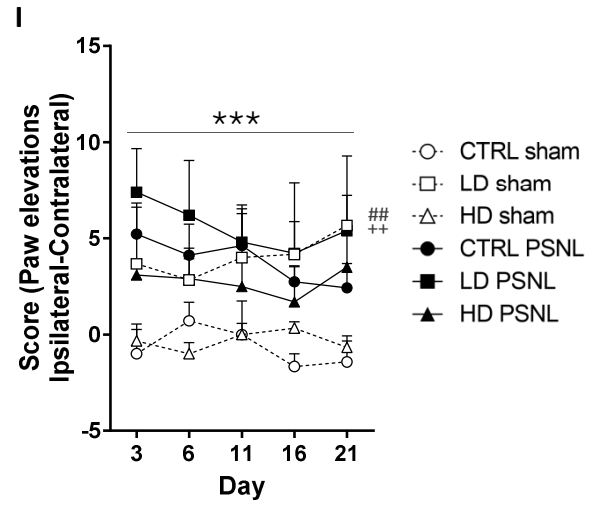 I
Score (Paw elevations
Ipsilateral-Contralateral)
15
10
5
0
-5
***
##
++
3 6 11 16 21
Day
CTRL sham
LD sham
HD sham
CTRL PSNL
LD PSNL
HD PSNL